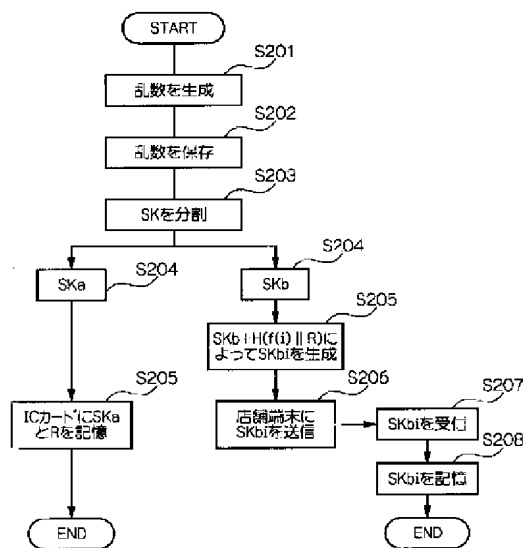 START
S201
乱数を生成
S202
乱数を保存
S203
SKを分割
S204
SKa
S204
SKb
S205
SKb+H(f(i)||R)に
よってSKbiを生成
S205
ICカードにSKa
とRを記憶
S206
店舗端末に
SKbiを送信
S207
SKbiを受信
S208
SKbiを記憶
END
END